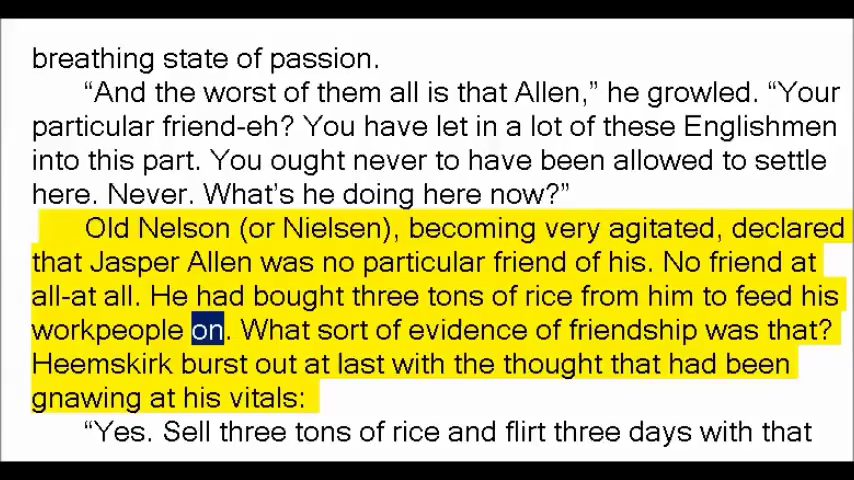 breathing state of passion.
“And the worst of them all is that Allen,” he growled. “Your
particular friend-eh? You have let in a lot of these Englishmen
into this part. You ought never to have been allowed to settle
here. Never. What’s he doing here now?”
Old Nelson (or Nielsen), becoming very agitated, declared
that Jasper Allen was no particular friend of his. No friend at
all-at all. He had bought three tons of rice from him to feed his
workpeople on. What sort of evidence of friendship was that?
Heemskirk burst out at last with the thought that had been
gnawing at his vitals:
“Yes. Sell three tons of rice and flirt three days with that